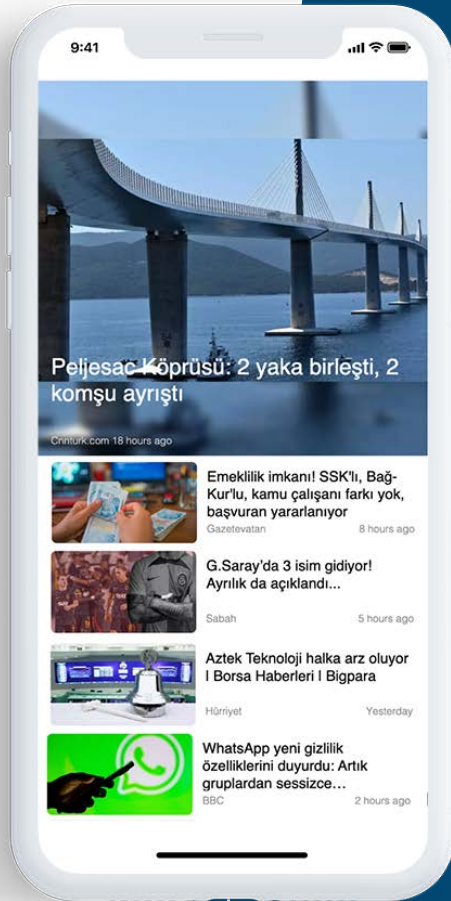 9:41
Peljesac Köprüsü: 2 yaka birleşti, 2
komşu ayrıştı
Cnnturk.com 18 hours ago
Emeklilik imkanı! SSK'lı, Bağ-
Kur'lu, kamu çalışanı farkı yok,
başvuran yararlanıyor
Gazetevatan 8 hours ago
G.Saray'da 3 isim gidiyor!
Ayrılık da açıklandı...
Sabah 5 hours ago
Aztek Teknoloji halka arz oluyor
I Borsa Haberleri I Bigpara
Hürriyet Yesterday
WhatsApp yeni gizlilik
özelliklerini duyurdu: Artık
gruplardan sessizce...
BBC 2 hours ago